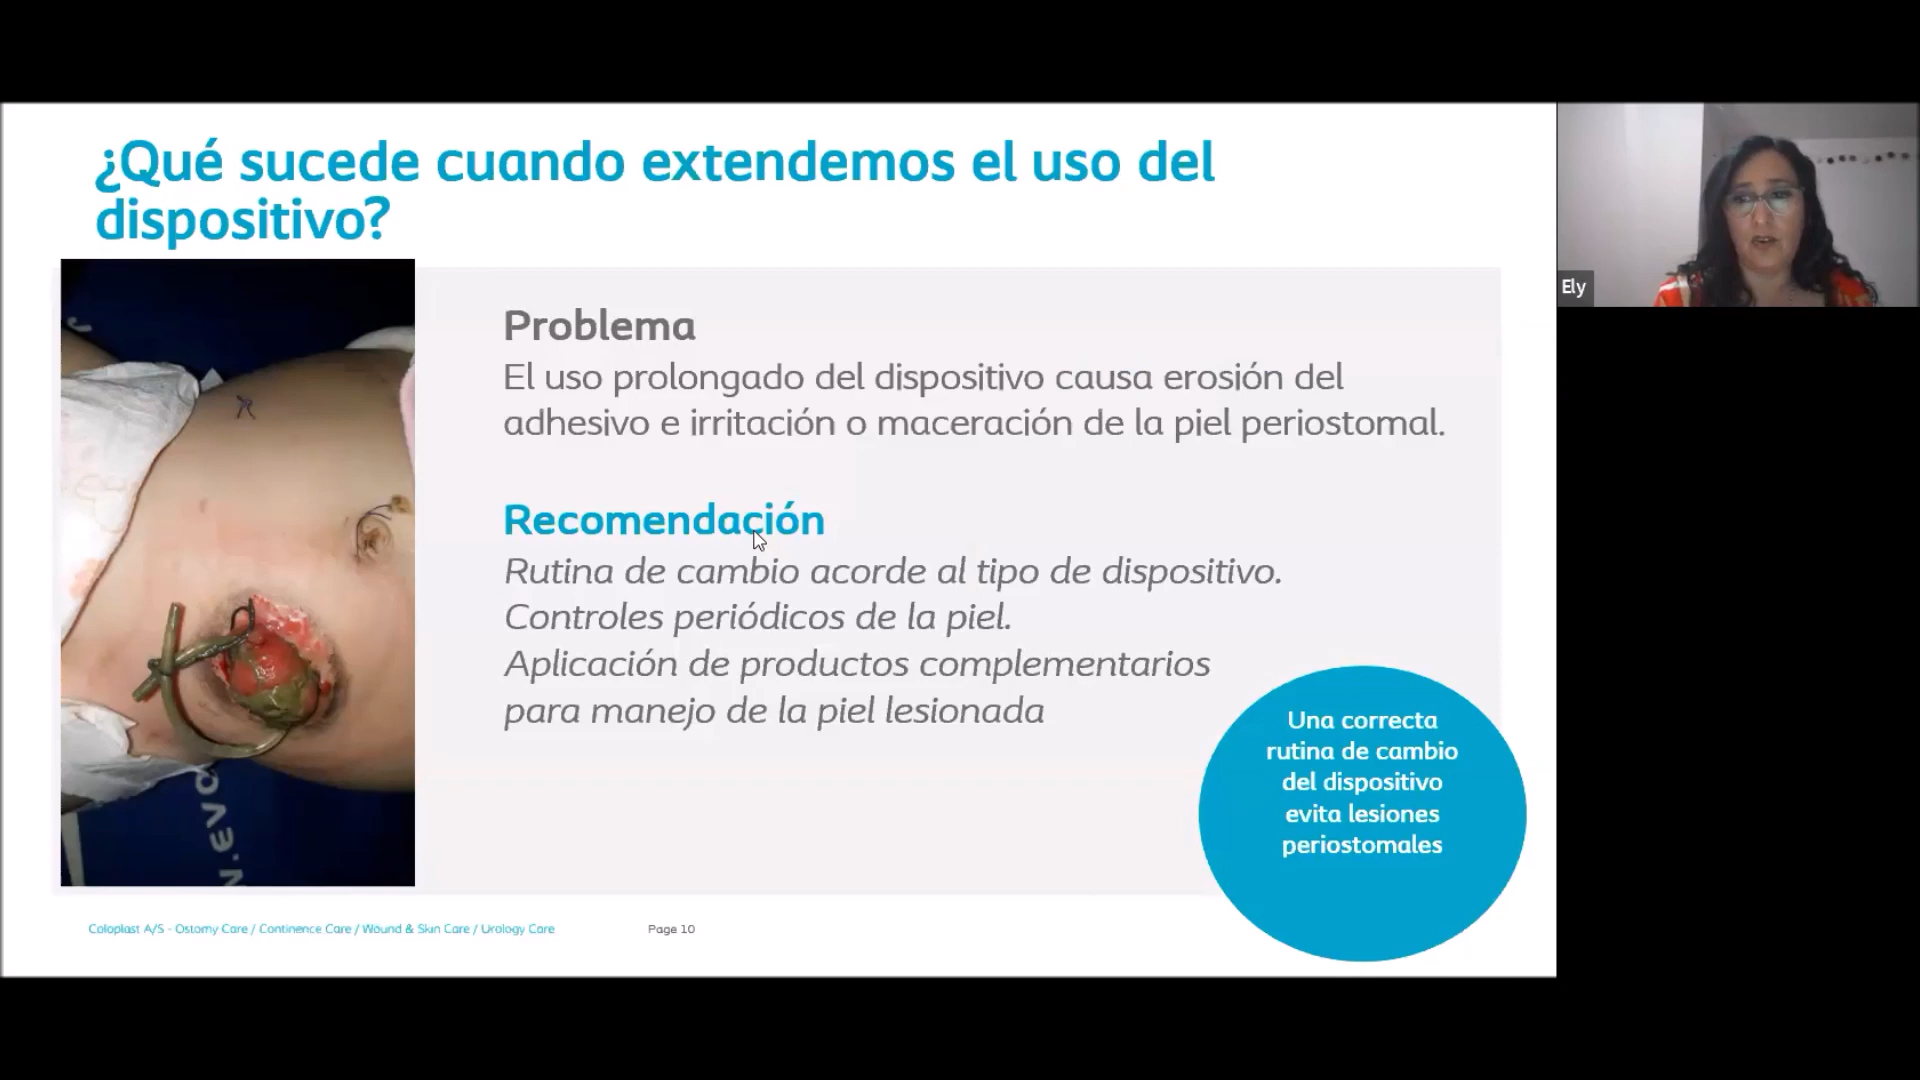 ¿Qué sucede cuando extendemos el uso del
dispositivo?
Ely
Problema
El uso prolongado del dispositivo causa erosión del
adhesivo e irritación o maceración de la piel periostomal.
Recomendación
Rutina de cambio acorde al tipo de dispositivo.
Controles periódicos de la piel.
Aplicación de productos complementarios
para manejo de la piel lesionada
Una correcta
rutina de cambio
del dispositivo
evita lesiones
periostomales
Coloplast A/S - Ostomy Care / Continence Care / Wound & Skin Care / Urology Care
Page 10